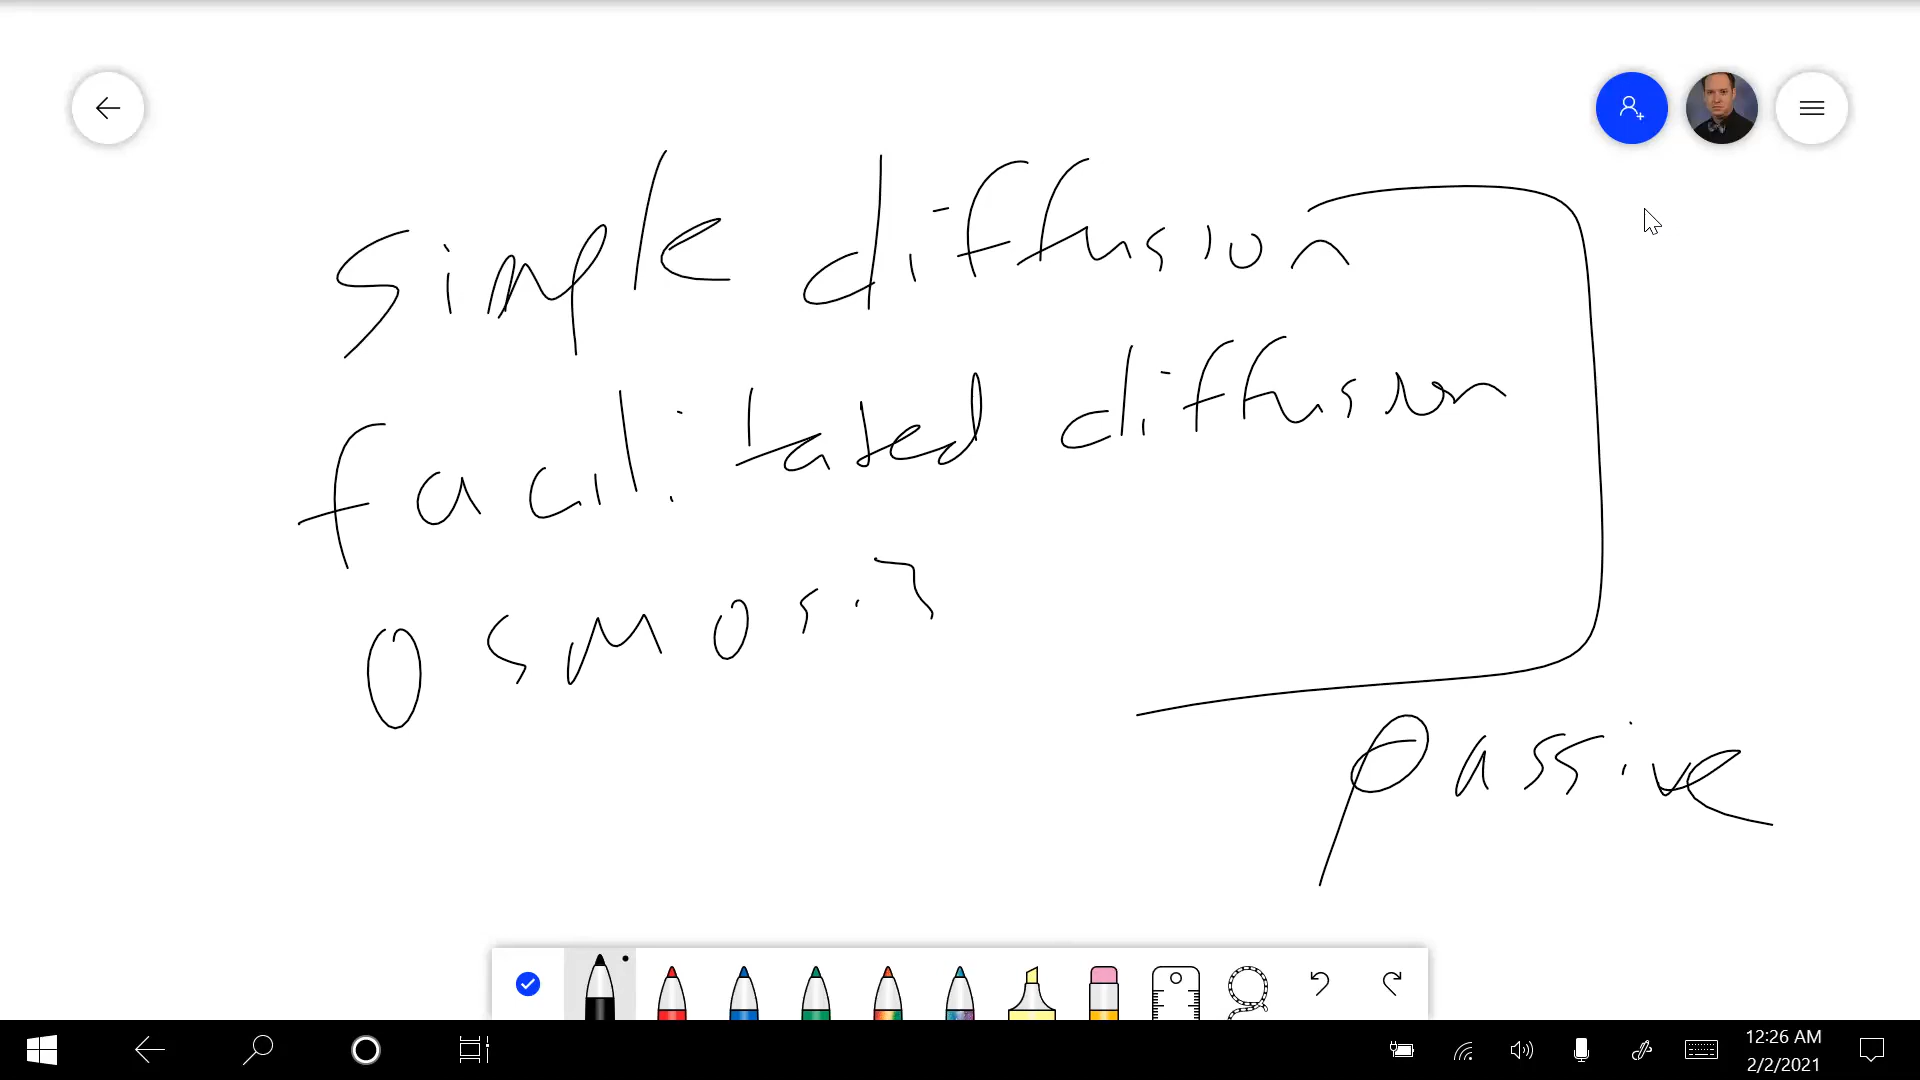 simple diffusion
facilitated diffusion
osmosis
passive
12:26 AM
2/2/2021